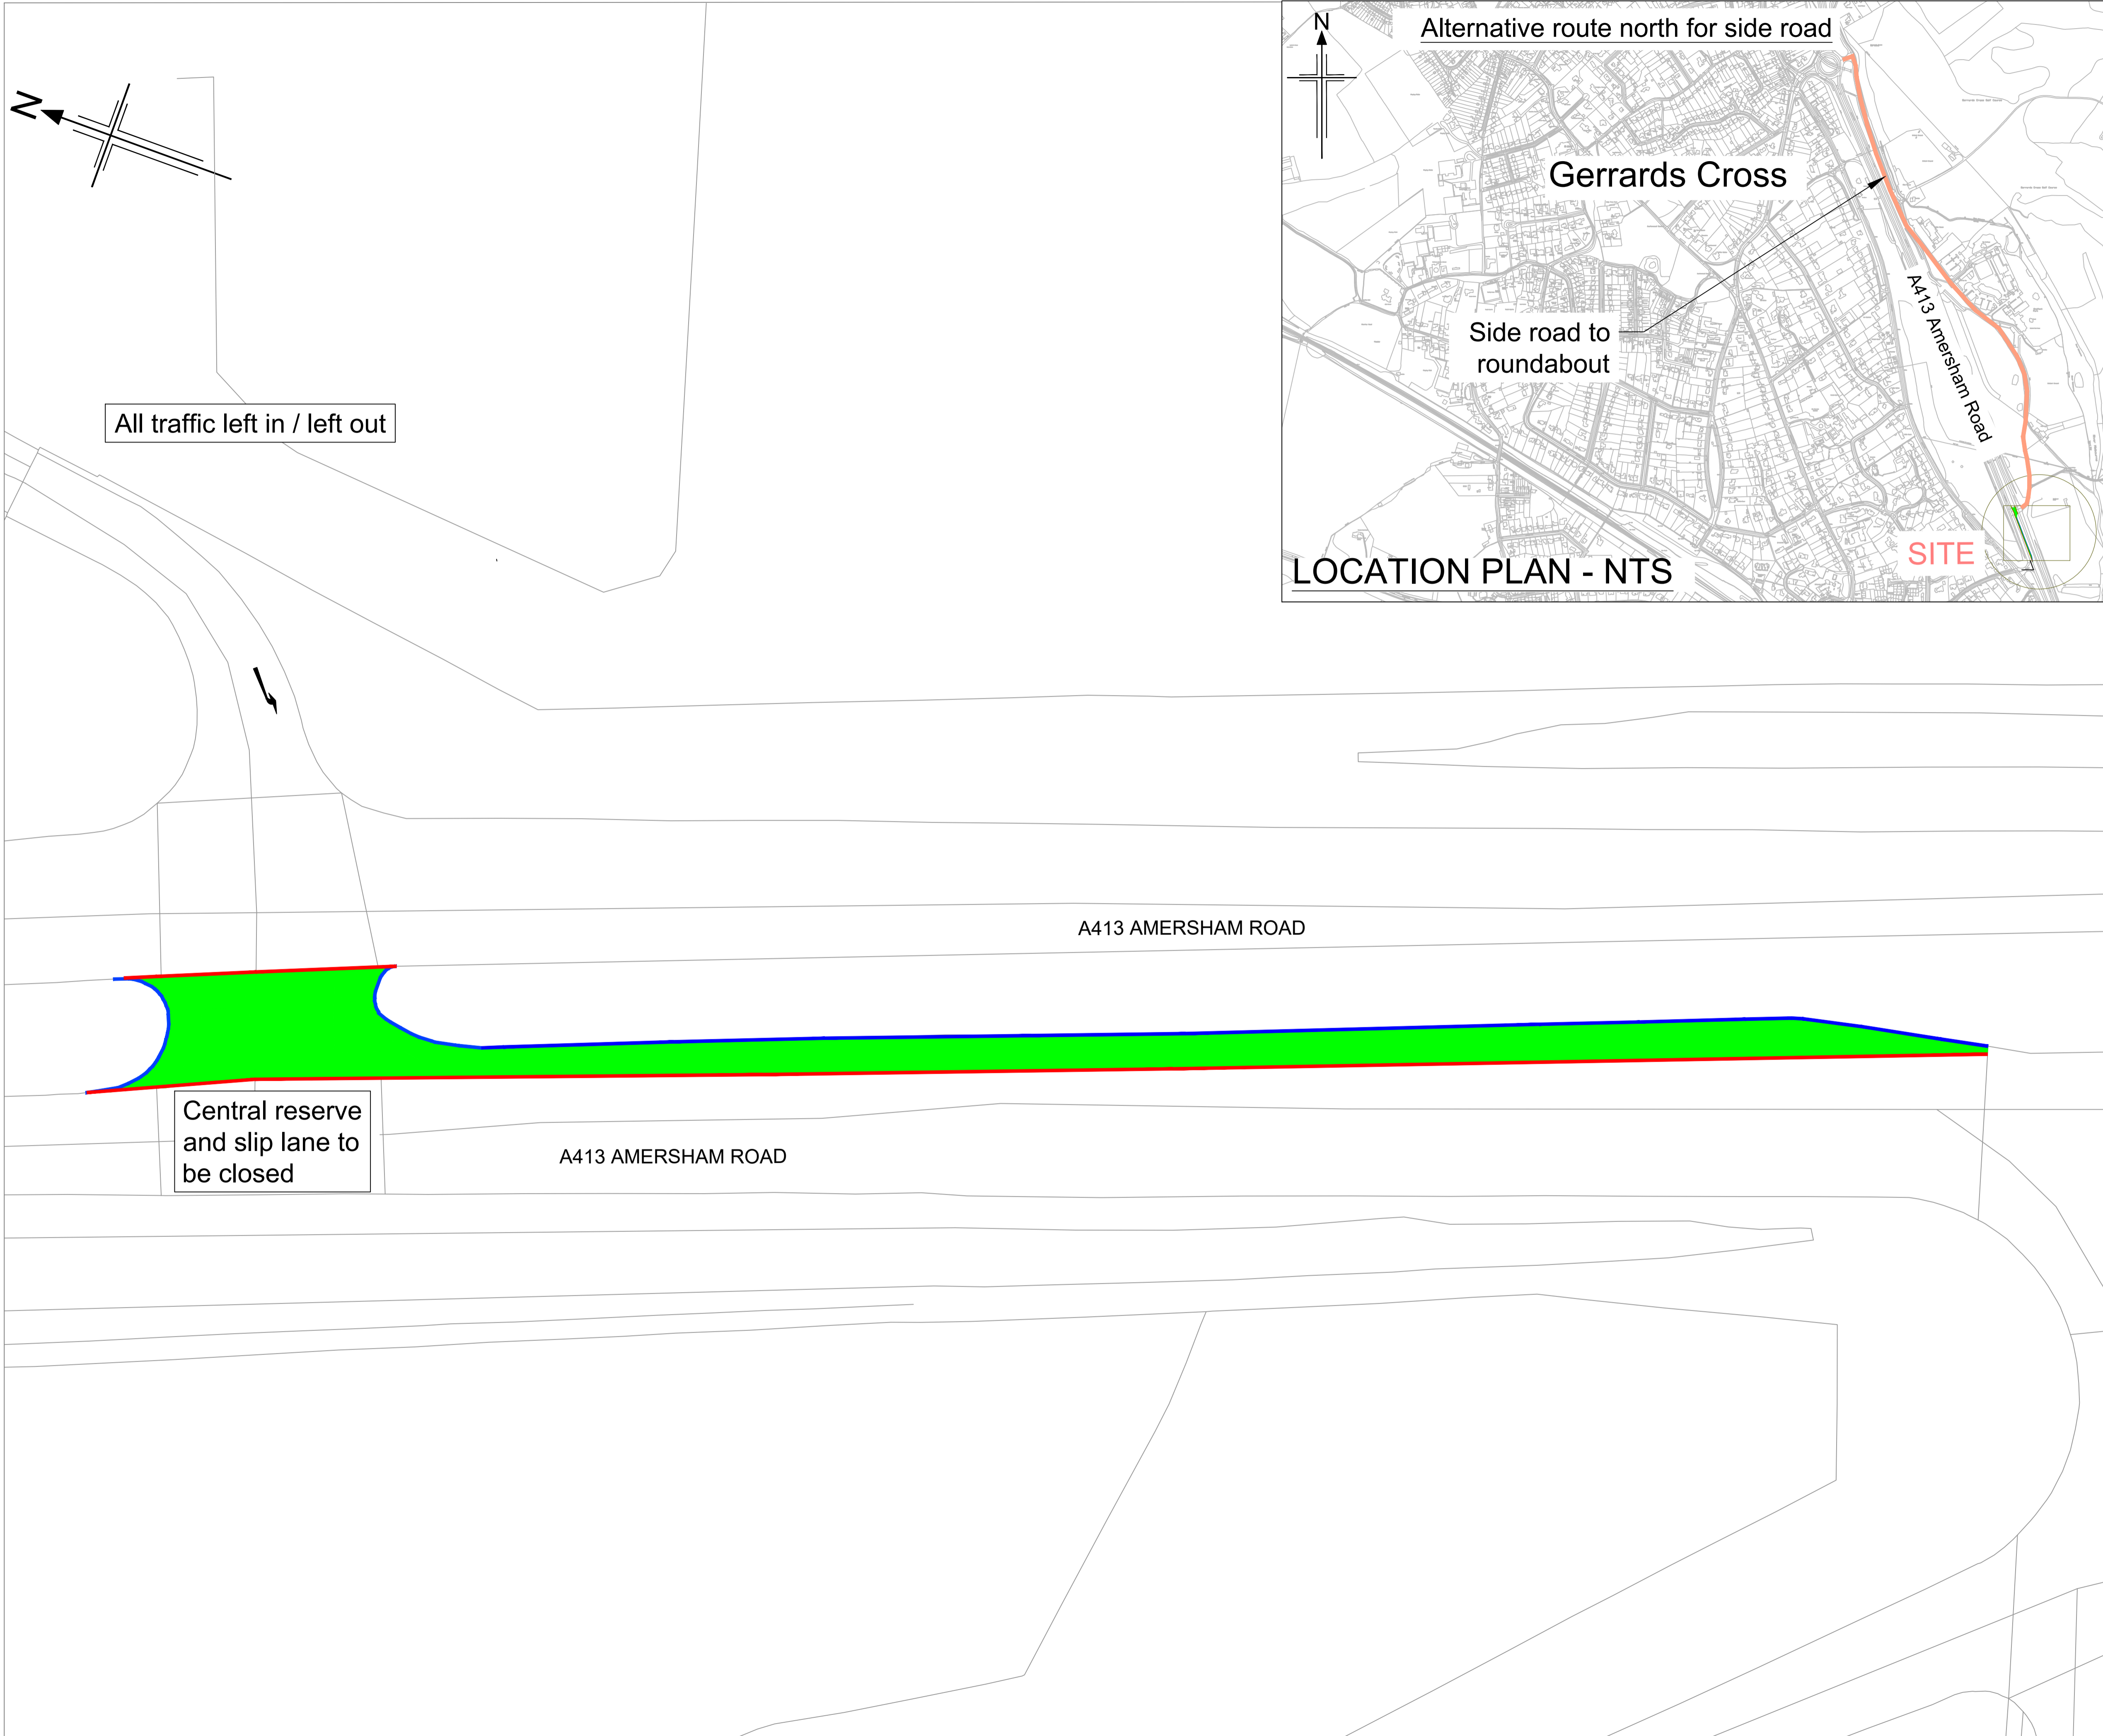 N
All traffic left in / left out
N
Alternative route north for side road
Gerrards Cross
Side road to
roundabout
A413 Amersham Road
SITE
LOCATION PLAN - NTS
A413 AMERSHAM ROAD
Central reserve
and slip lane to
be closed
A413 AMERSHAM ROAD